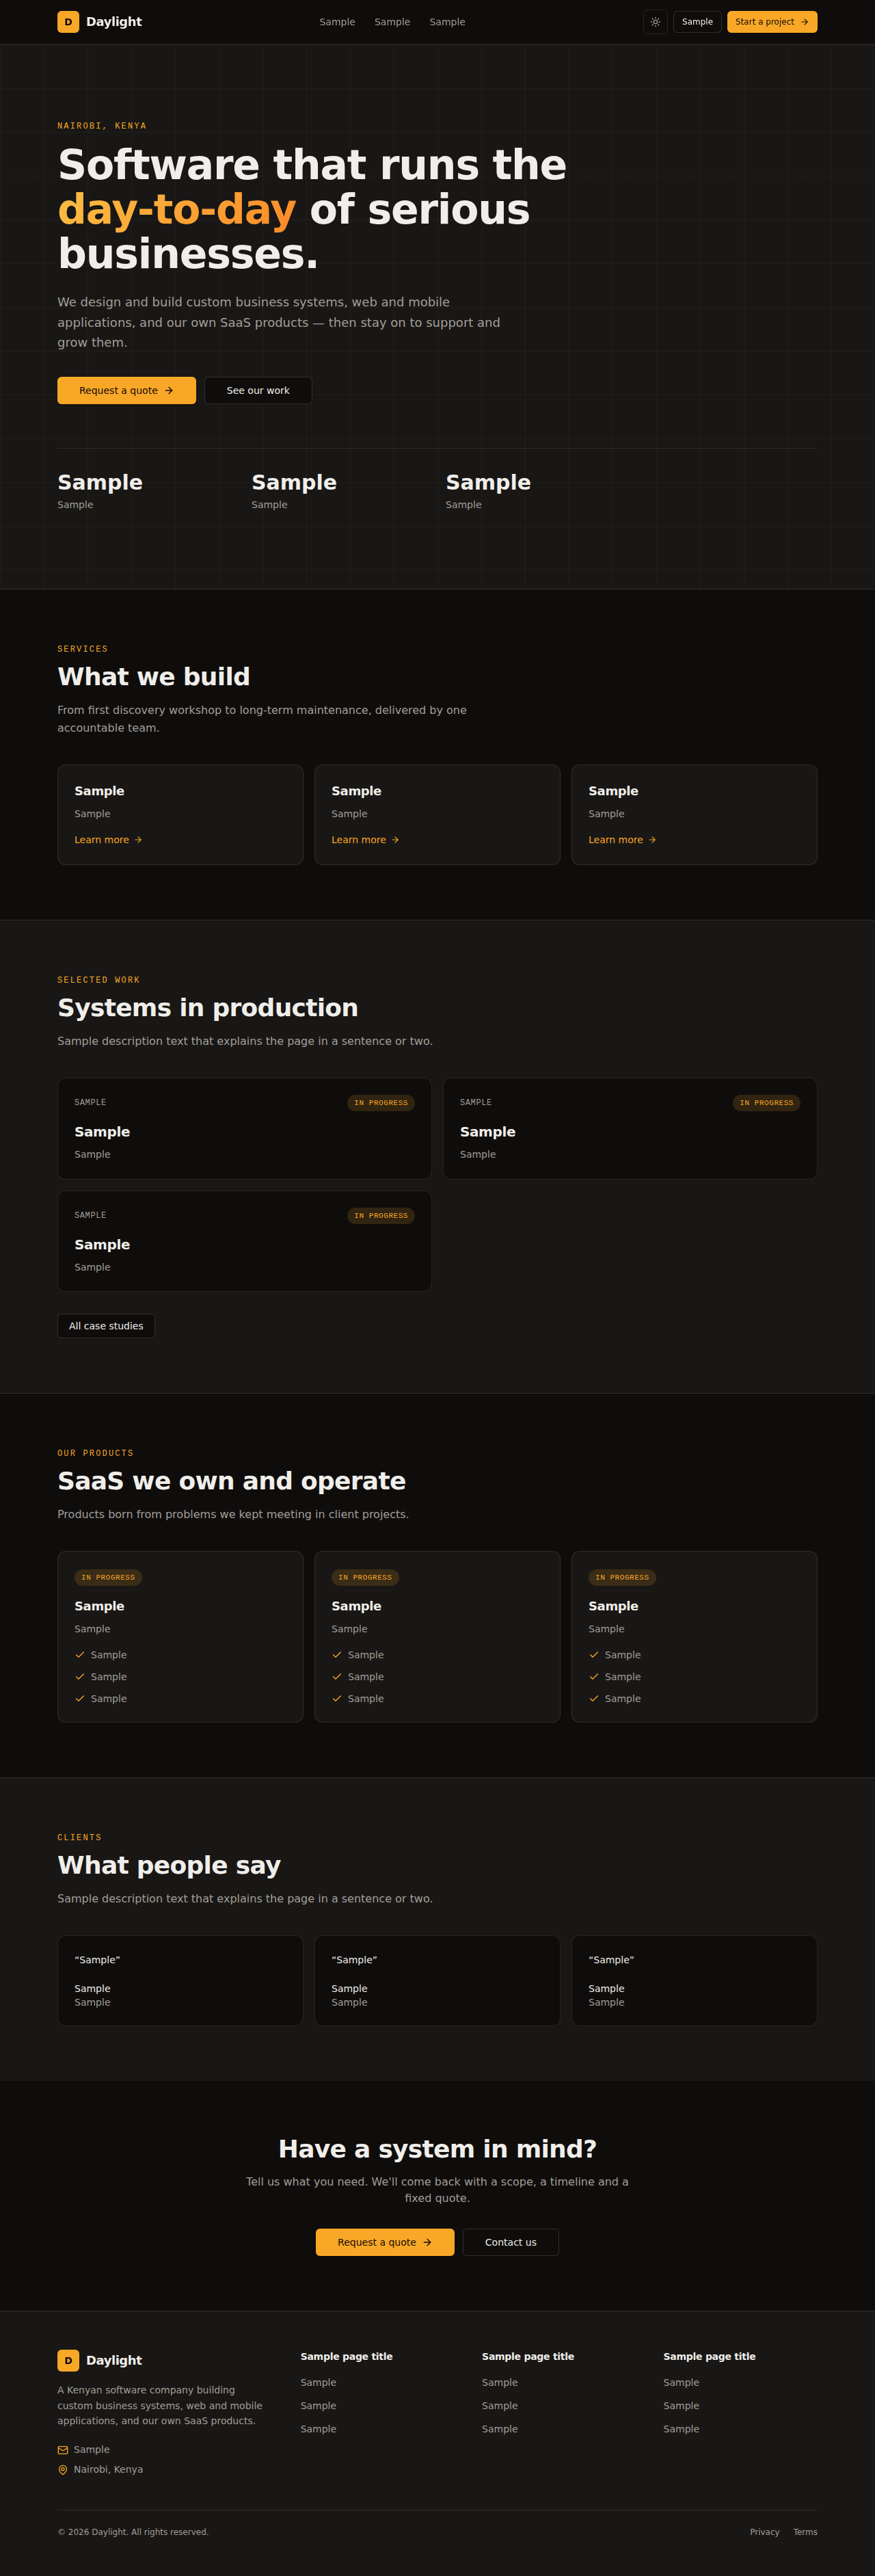 D Daylight Sample Sample Sample Sample Start a project
NAIROBI, KENYA
Software that runs the
day-to-day of serious
businesses.
We design and build custom business systems, web and mobile
applications, and our own SaaS products — then stay on to support and
grow them.
Request a quote See our work
Sample Sample Sample
Sample Sample Sample
SERVICES
What we build
From first discovery workshop to long-term maintenance, delivered by one
accountable team.
Sample Sample Sample
Sample Sample Sample
Learn more Learn more Learn more
SELECTED WORK
Systems in production
Sample description text that explains the page in a sentence or two.
SAMPLE IN PROGRESS SAMPLE IN PROGRESS
Sample Sample
Sample Sample
SAMPLE IN PROGRESS
Sample
Sample
All case studies
OUR PRODUCTS
SaaS we own and operate
Products born from problems we kept meeting in client projects.
IN PROGRESS IN PROGRESS IN PROGRESS
Sample Sample Sample
Sample Sample Sample
Sample Sample Sample
Sample Sample Sample
Sample Sample Sample
CLIENTS
What people say
Sample description text that explains the page in a sentence or two.
“Sample” “Sample” “Sample”
Sample Sample Sample
Sample Sample Sample
Have a system in mind?
Tell us what you need. We'll come back with a scope, a timeline and a
fixed quote.
Request a quote Contact us
D Daylight
A Kenyan software company building
custom business systems, web and mobile
applications, and our own SaaS products.
Sample
Nairobi, Kenya
Sample page title
Sample
Sample
Sample
Sample page title
Sample
Sample
Sample
Sample page title
Sample
Sample
Sample
© 2026 Daylight. All rights reserved. Privacy Terms